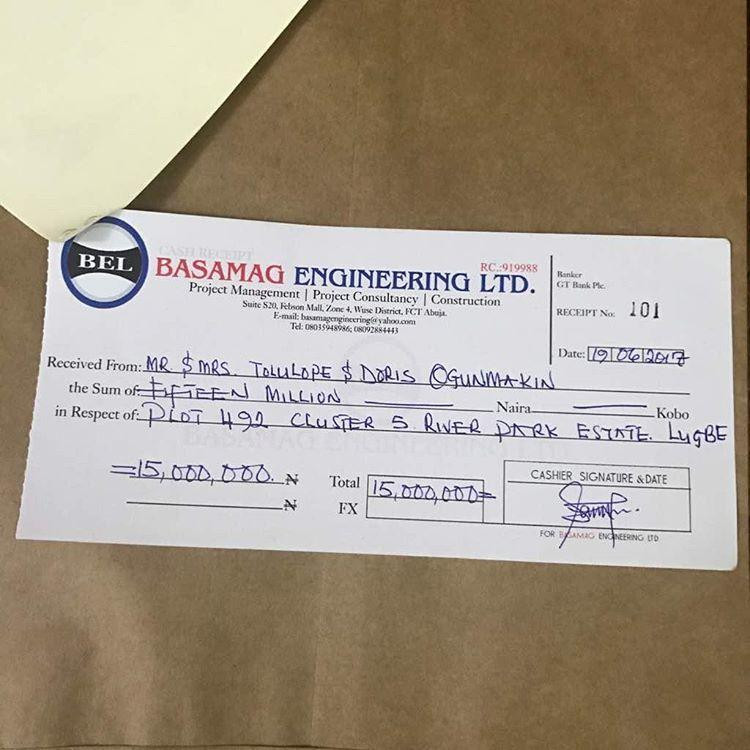 CASH RECEIPT
BEL
BASAMAG ENGINEERING LTD.
RC.:919988
Project Management | Project Consultancy | Construction
Suite S20, Febson Mall, Zone 4, Wuse District, FCT Abuja.
E-mail: basamagengineering@yahoo.com
Tel: 08035948986; 08092884443
Banker
GT Bank Plc.
RECEIPT No: 101
Date: 19/06/2017
Received From: MR $ MRS. TOLULOPE $ DORIS OGUNMAKIN
the Sum of: FIFTEEN MILLION Naira Kobo
in Respect of: PLOT 492 CLUSTER 5. RIVER PARK ESTATE. LUGBE
=15,000,000. ₦ Total 15,000,000=
₦ FX
CASHIER SIGNATURE & DATE
FOR BASAMAG ENGINEERING LTD